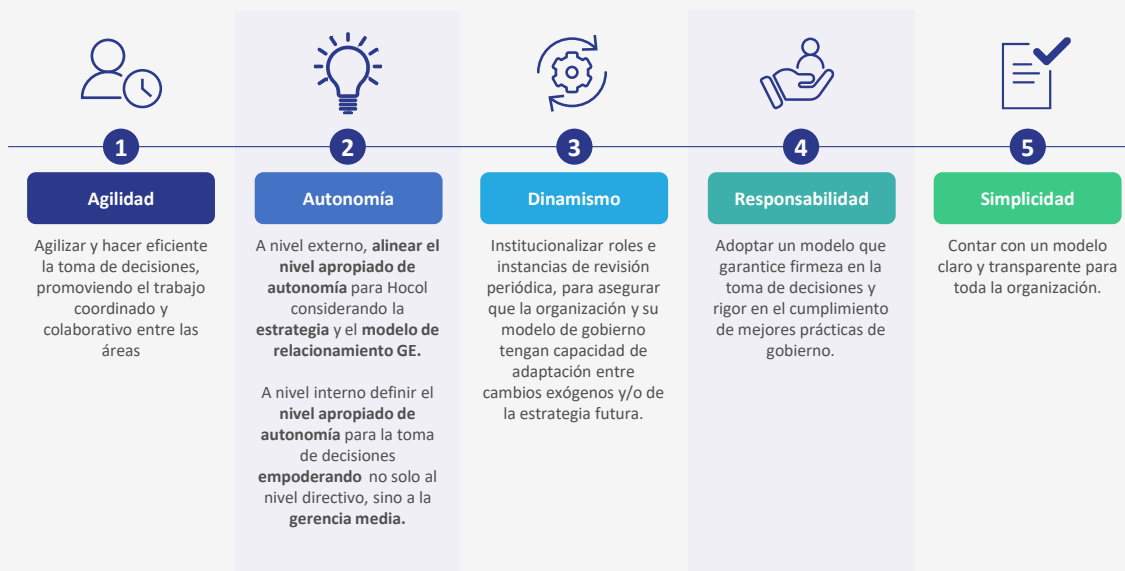 1
Agilidad
Agilizar y hacer eficiente
la toma de decisiones,
promoviendo el trabajo
coordinado y
colaborativo entre las
áreas
2
Autonomía
A nivel externo, alinear el
nivel apropiado de
autonomía para Hocol
considerando la
estrategia y el modelo de
relacionamiento GE.
A nivel interno definir el
nivel apropiado de
autonomía para la toma
de decisiones
empoderando no solo al
nivel directivo, sino a la
gerencia media.
3
Dinamismo
Institucionalizar roles e
instancias de revisión
periódica, para asegurar
que la organización y su
modelo de gobierno
tengan capacidad de
adaptación entre
cambios exógenos y/o de
la estrategia futura.
4
Responsabilidad
Adoptar un modelo que
garantice firmeza en la
toma de decisiones y
rigor en el cumplimiento
de mejores prácticas de
gobierno.
5
Simplicidad
Contar con un modelo
claro y transparente para
toda la organización.